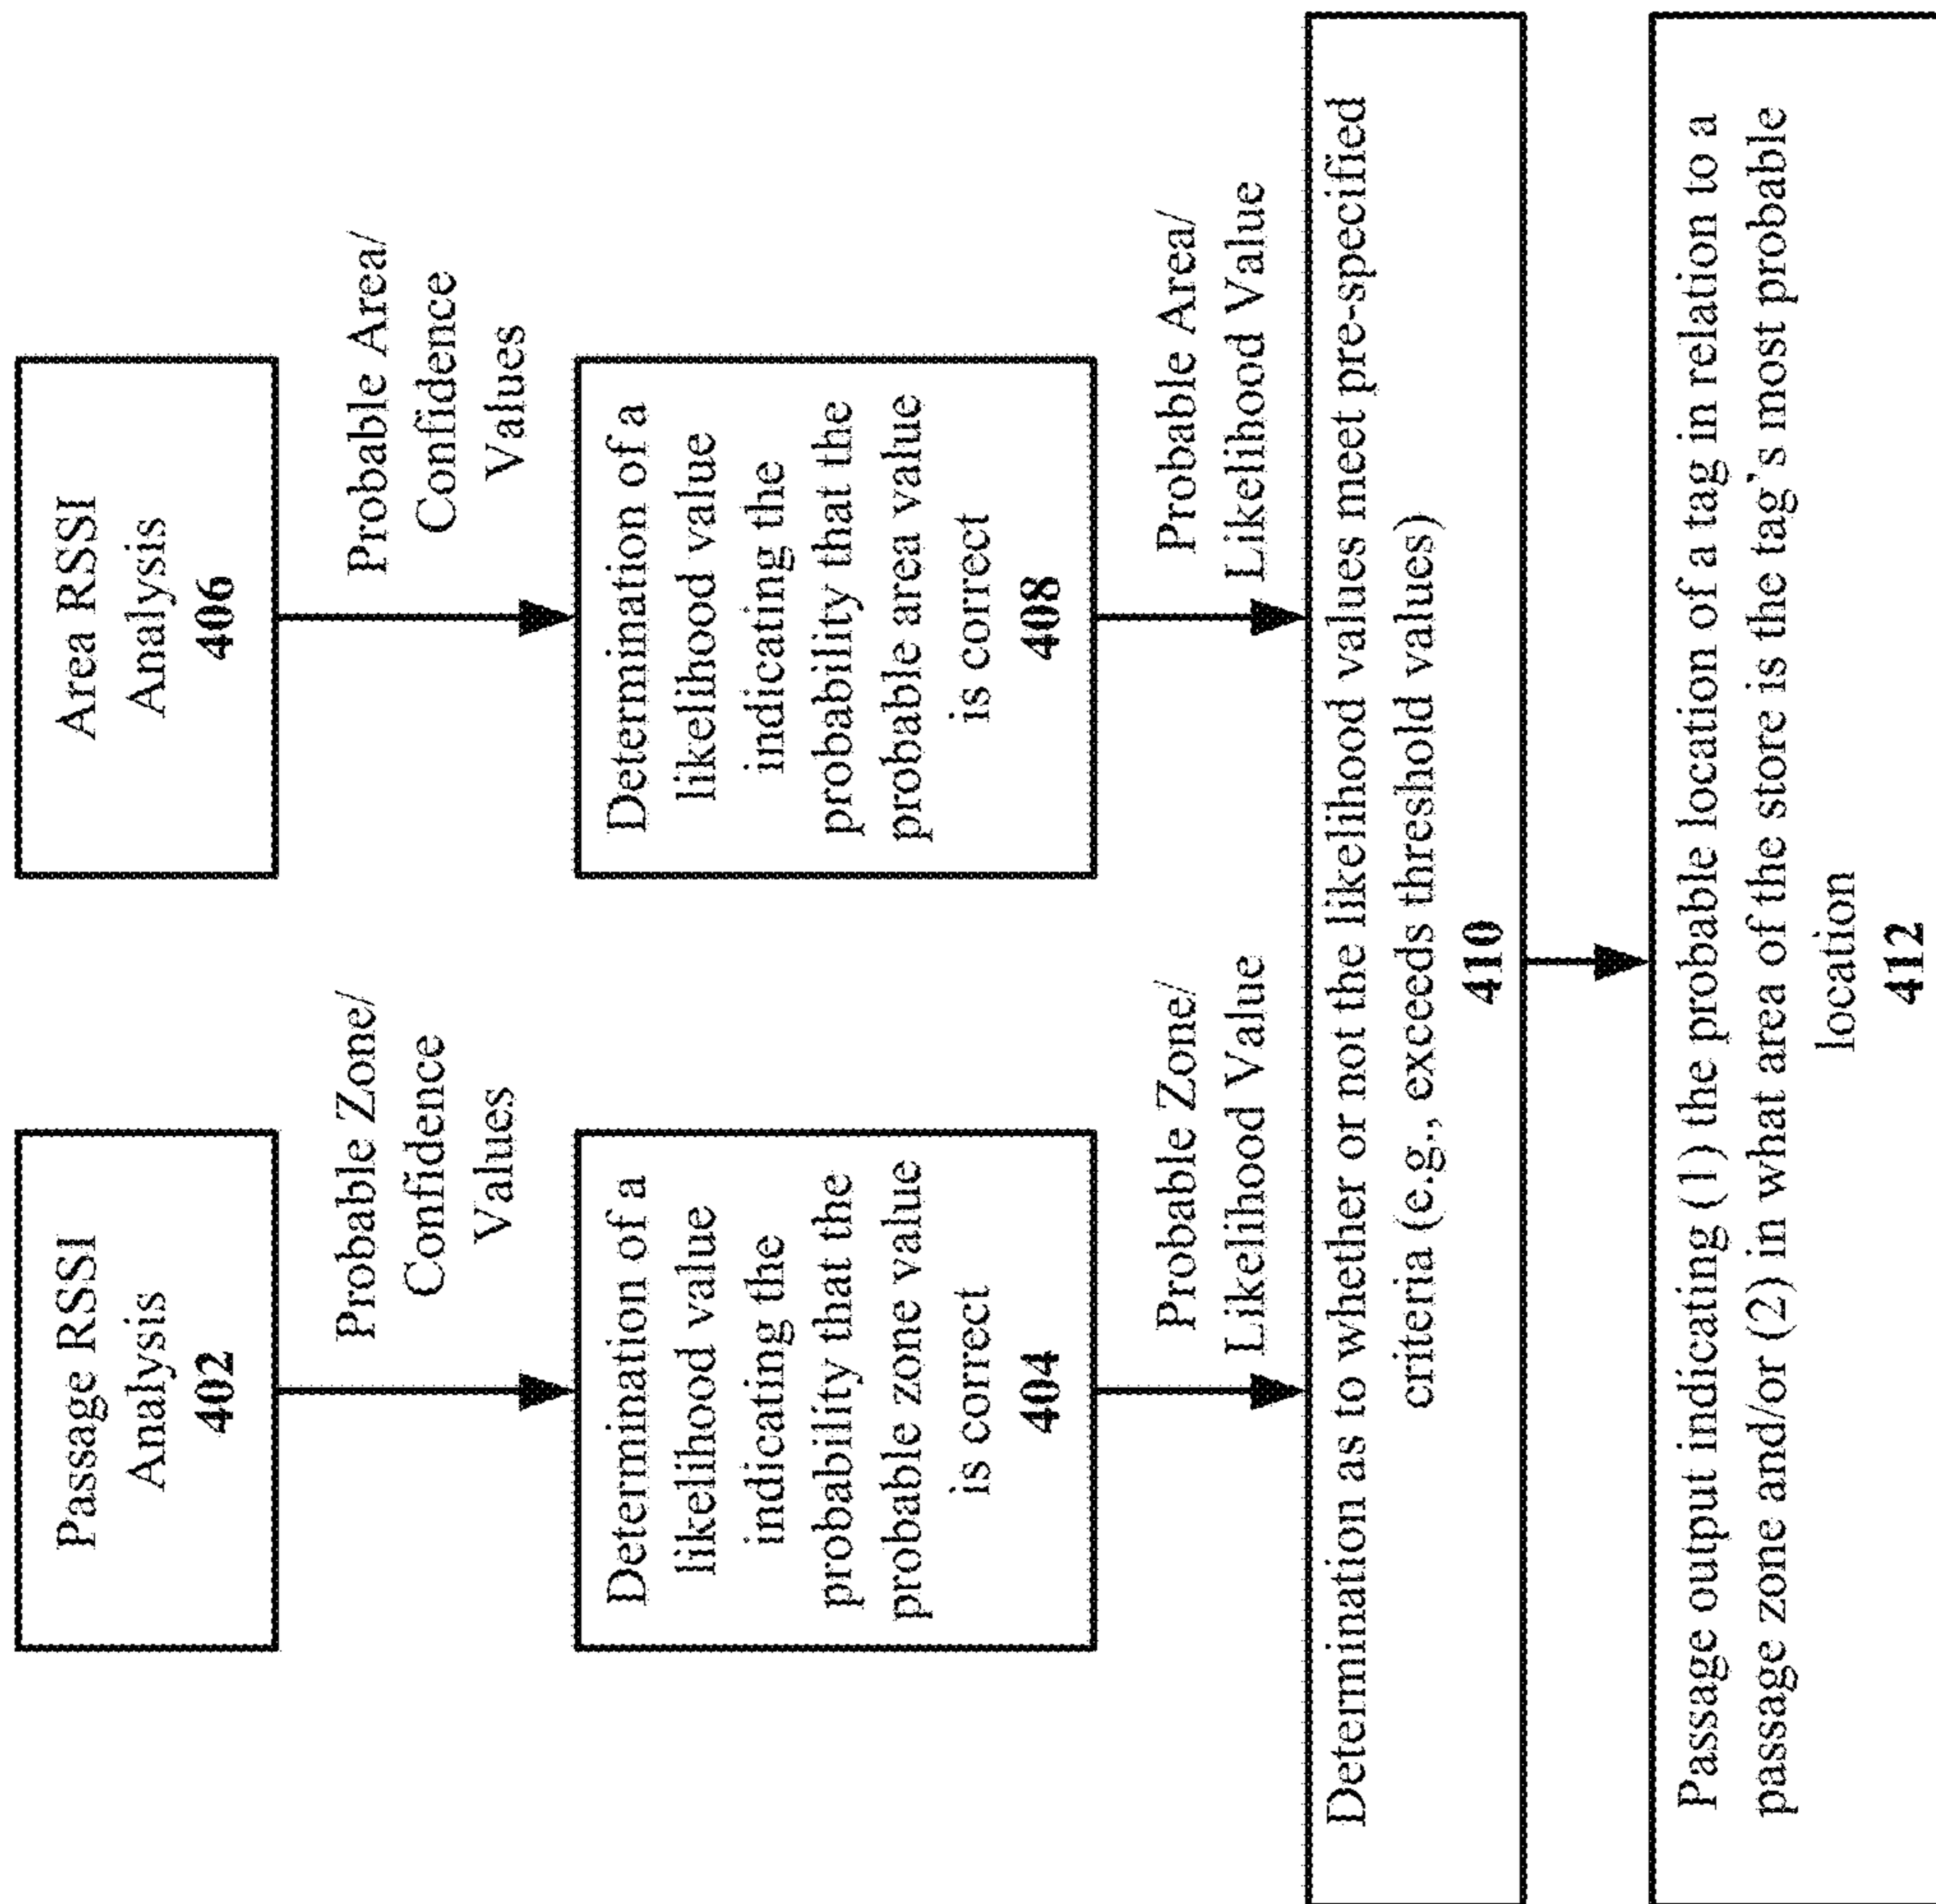 Passage RSSI
Analysis
402
Area RSSI
Analysis
406
Probable Zone/
Confidence
Values
Probable Area/
Confidence
Values
Determination of a
likelihood value
indicating the
probability that the
probable zone value
is correct
404
Determination of a
likelihood value
indicating the
probability that the
probable area value
is correct
408
Probable Zone/
Likelihood Value
Probable Area/
Likelihood Value
Determination as to whether or not the likelihood values meet pre-specified
criteria (e.g., exceeds threshold values)
410
Passage output indicating (1) the probable location of a tag in relation to a
passage zone and/or (2) in what area of the store is the tag's most probable
location
412